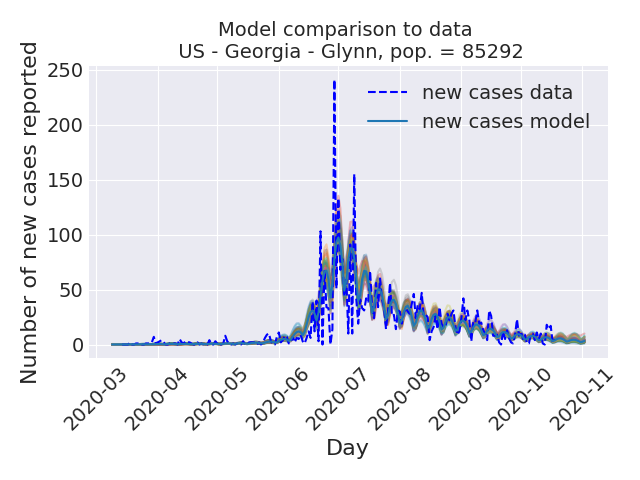 Model comparison to data
US - Georgia - Glynn, pop. = 85292
Number of new cases reported
250
200
150
100
50
0
new cases data
new cases model
2020-03
2020-04
2020-05
2020-06
2020-07
2020-08
2020-09
2020-10
2020-11
Day